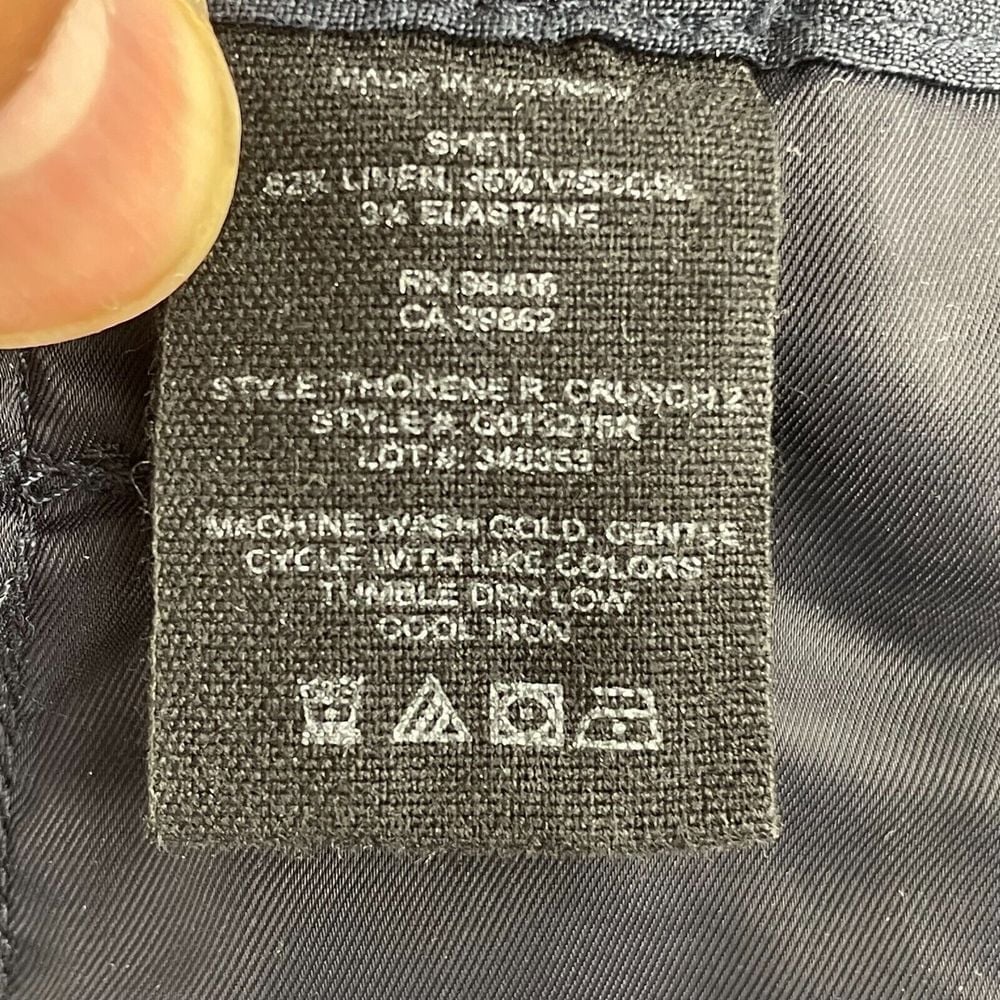 MADE IN VIETNAM
SHELL
62% LINEN, 35% VISCOSE
3% ELASTANE
RN 96406
CA 39862
STYLE: THORENE R. CRUNCH 2
STYLE #:
LOT #:
MACHINE WASH COLD, GENTLE
CYCLE WITH LIKE COLORS
TUMBLE DRY LOW
COOL IRON